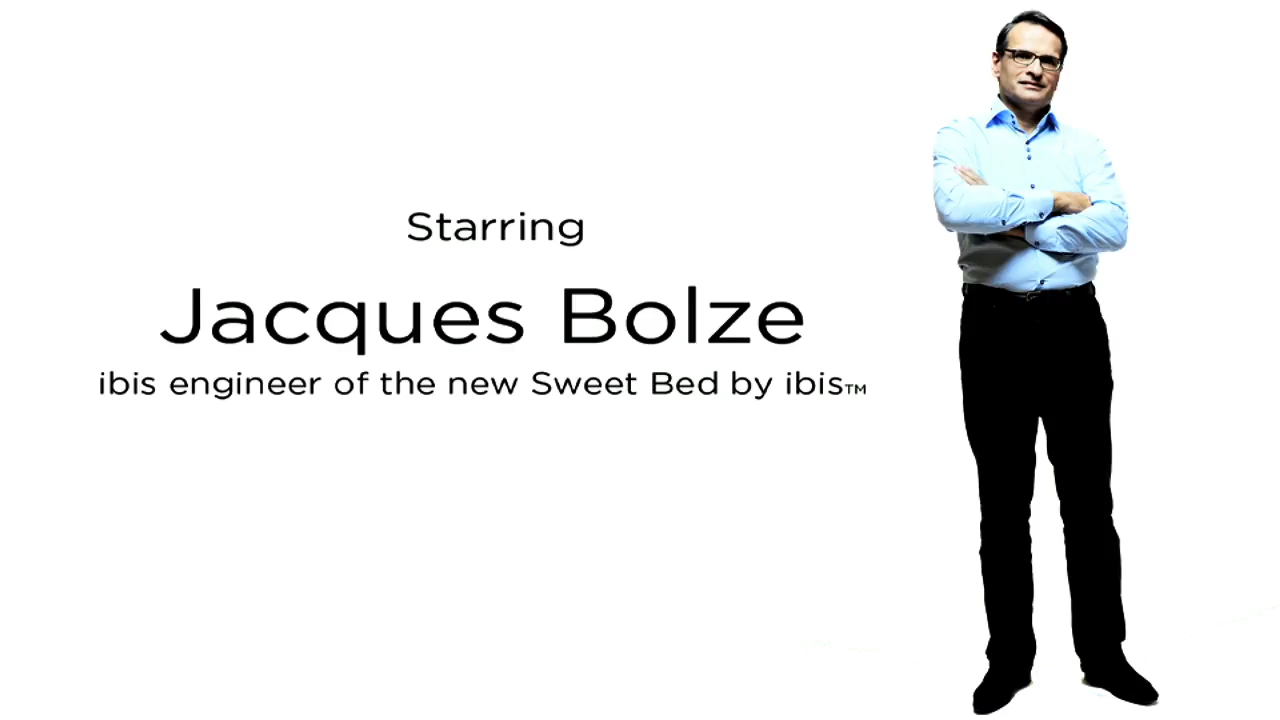 Starring
Jacques Bolze
ibis engineer of the new Sweet Bed by ibis™